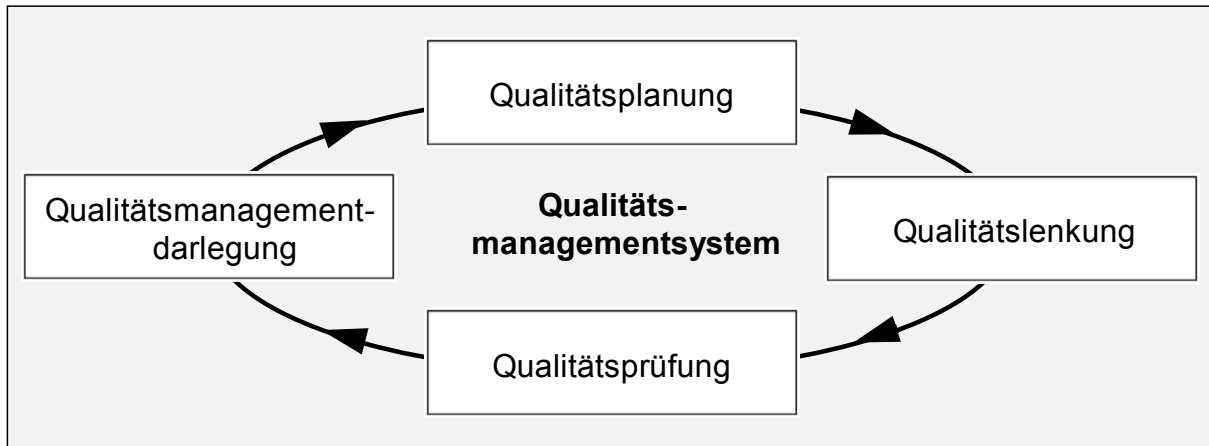 Qualitätsplanung
Qualitätsmanagement-
darlegung
Qualitäts-
managementsystem
Qualitätslenkung
Qualitätsprüfung